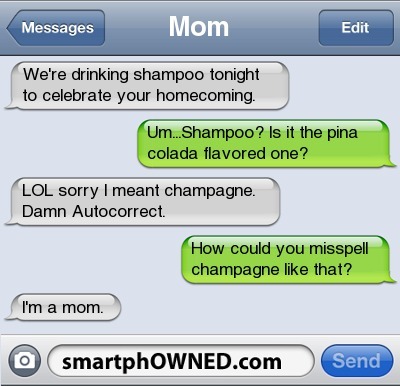 Messages
Mom
Edit
We're drinking shampoo tonight
to celebrate your homecoming.
Um...Shampoo? Is it the pina
colada flavored one?
LOL sorry I meant champagne.
Damn Autocorrect.
How could you misspell
champagne like that?
I'm a mom.
smartphOWNED.com
Send